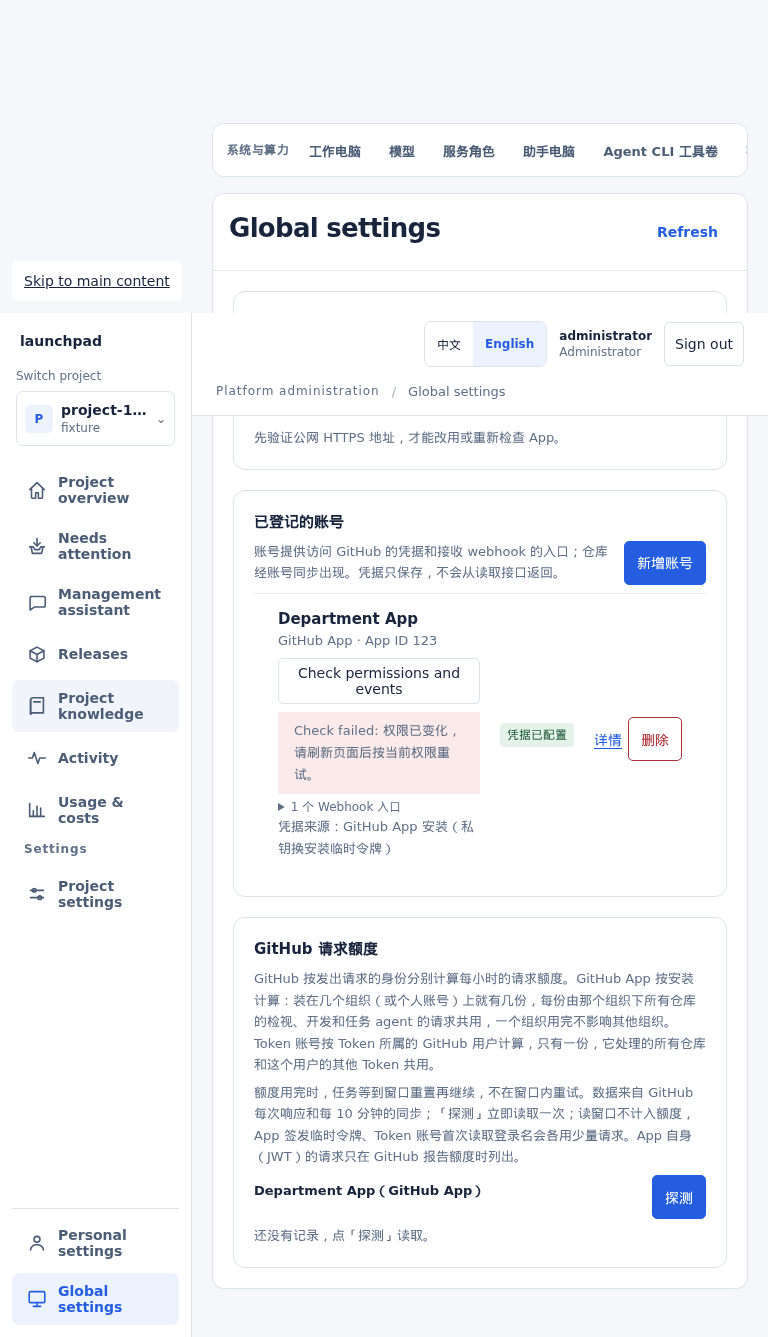 系统与算力 工作电脑 模型 服务角色 助手电脑 Agent CLI 工具卷
Global settings
Refresh
Skip to main content
launchpad
Switch project
P
project-1…
fixture
Project
overview
Needs
attention
Management
assistant
Releases
Project
knowledge
Activity
Usage &
costs
Settings
Project
settings
Personal
settings
Global
settings
中文 English
administrator
Administrator
Sign out
Platform administration / Global settings
先验证公网 HTTPS 地址，才能改用或重新检查 App。
已登记的账号
账号提供访问 GitHub 的凭据和接收 webhook 的入口；仓库
经账号同步出现。凭据只保存，不会从读取接口返回。
新增账号
Department App
GitHub App · App ID 123
Check permissions and
events
Check failed: 权限已变化，
请刷新页面后按当前权限重
试。
1 个 Webhook 入口
凭据来源：GitHub App 安装（私
钥换安装临时令牌）
凭据已配置
详情
删除
GitHub 请求额度
GitHub 按发出请求的身份分别计算每小时的请求额度。GitHub App 按安装
计算：装在几个组织（或个人账号）上就有几份，每份由那个组织下所有仓库
的检视、开发和任务 agent 的请求共用，一个组织用完不影响其他组织。
Token 账号按 Token 所属的 GitHub 用户计算，只有一份，它处理的所有仓库
和这个用户的其他 Token 共用。
额度用完时，任务等到窗口重置再继续，不在窗口内重试。数据来自 GitHub
每次响应和每 10 分钟的同步；「探测」立即读取一次；读窗口不计入额度，
App 签发临时令牌、Token 账号首次读取登录名会各用少量请求。App 自身
（JWT）的请求只在 GitHub 报告额度时列出。
Department App（GitHub App）
探测
还没有记录，点「探测」读取。